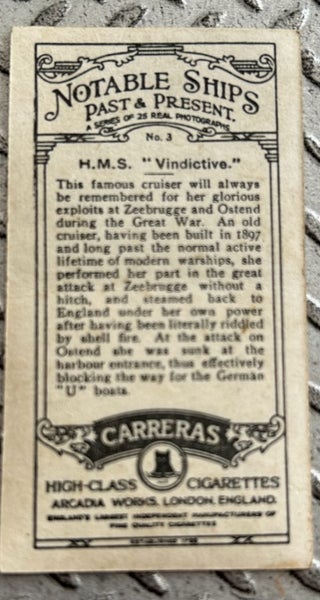 NOTABLE SHIPS
PAST & PRESENT.
A SERIES OF 25 REAL PHOTOGRAPHS
No. 3
H.M.S. "Vindictive."
This famous cruiser will always
be remembered for her glorious
exploits at Zeebrugge and Ostend
during the Great War. An old
cruiser, having been built in 1897
and long past the normal active
lifetime of modern warships, she
performed her part in the great
attack at Zeebrugge without a
hitch, and steamed back to
England under her own power
after having been literally riddled
by shell fire. At the attack on
Ostend she was sunk at the
harbour entrance, thus effectively
blocking the way for the German
"U" boats.
CARRERAS
HIGH-CLASS CIGARETTES
ARCADIA WORKS. LONDON. ENGLAND.
ENGLAND'S LARGEST INDEPENDENT MANUFACTURERS OF
FINE QUALITY CIGARETTES
ESTABLISHED 1788